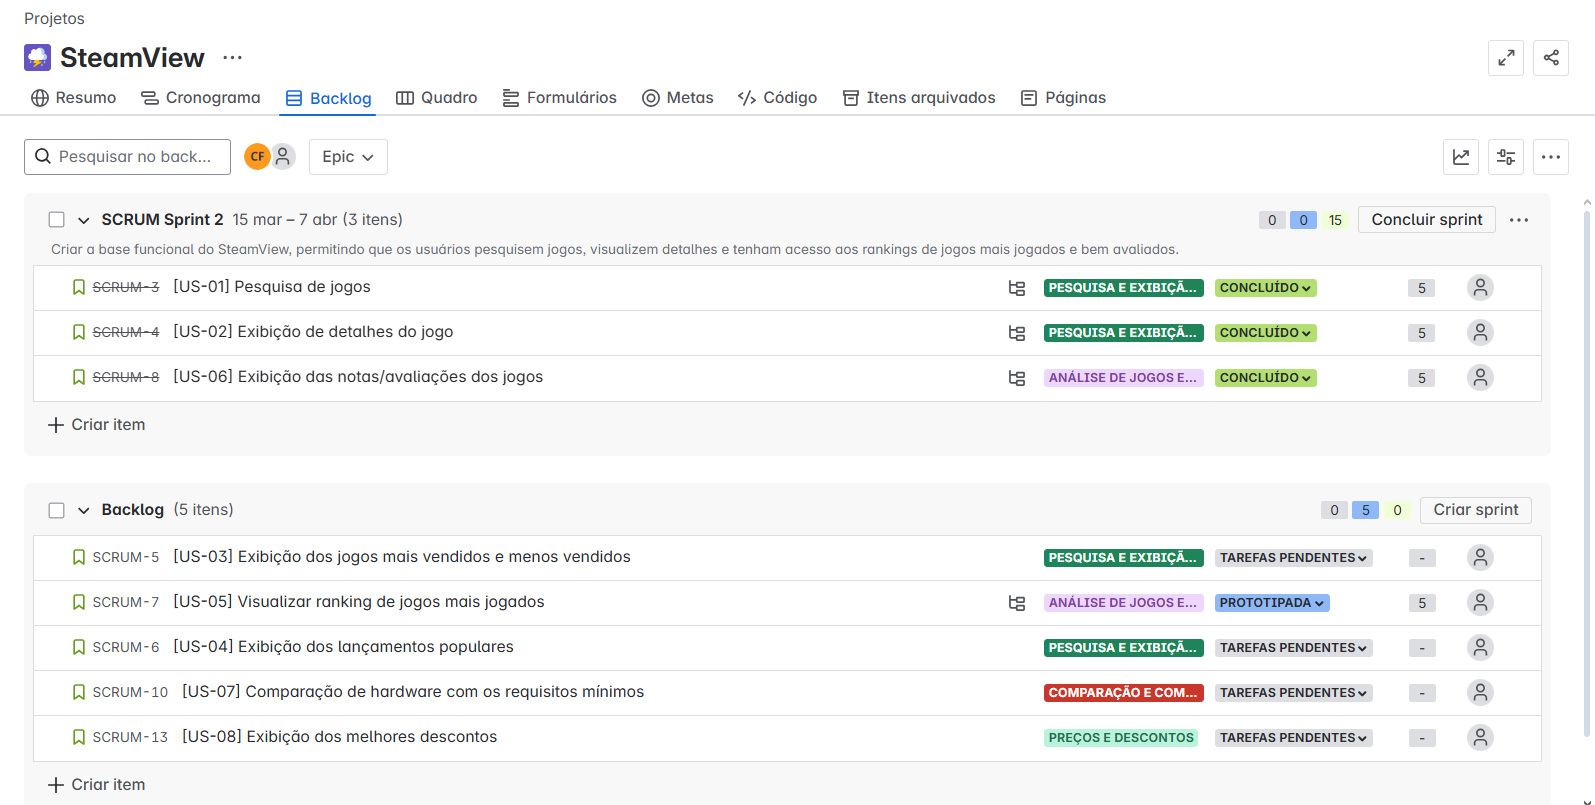 Projetos
SteamView
Resumo Cronograma Backlog Quadro Formulários Metas Código Itens arquivados Páginas
Pesquisar no back... CF Epic
SCRUM Sprint 2 15 mar – 7 abr (3 itens) 0 0 15 Concluir sprint
Criar a base funcional do SteamView, permitindo que os usuários pesquisem jogos, visualizem detalhes e tenham acesso aos rankings de jogos mais jogados e bem avaliados.
SCRUM-3 [US-01] Pesquisa de jogos PESQUISA E EXIBIÇÃ... CONCLUÍDO 5
SCRUM-4 [US-02] Exibição de detalhes do jogo PESQUISA E EXIBIÇÃ... CONCLUÍDO 5
SCRUM-8 [US-06] Exibição das notas/avaliações dos jogos ANÁLISE DE JOGOS E... CONCLUÍDO 5
Criar item
Backlog (5 itens) 0 5 0 Criar sprint
SCRUM-5 [US-03] Exibição dos jogos mais vendidos e menos vendidos PESQUISA E EXIBIÇÃ... TAREFAS PENDENTES -
SCRUM-7 [US-05] Visualizar ranking de jogos mais jogados ANÁLISE DE JOGOS E... PROTOTIPADA 5
SCRUM-6 [US-04] Exibição dos lançamentos populares PESQUISA E EXIBIÇÃ... TAREFAS PENDENTES -
SCRUM-10 [US-07] Comparação de hardware com os requisitos mínimos COMPARAÇÃO E COM... TAREFAS PENDENTES -
SCRUM-13 [US-08] Exibição dos melhores descontos PREÇOS E DESCONTOS TAREFAS PENDENTES -
Criar item